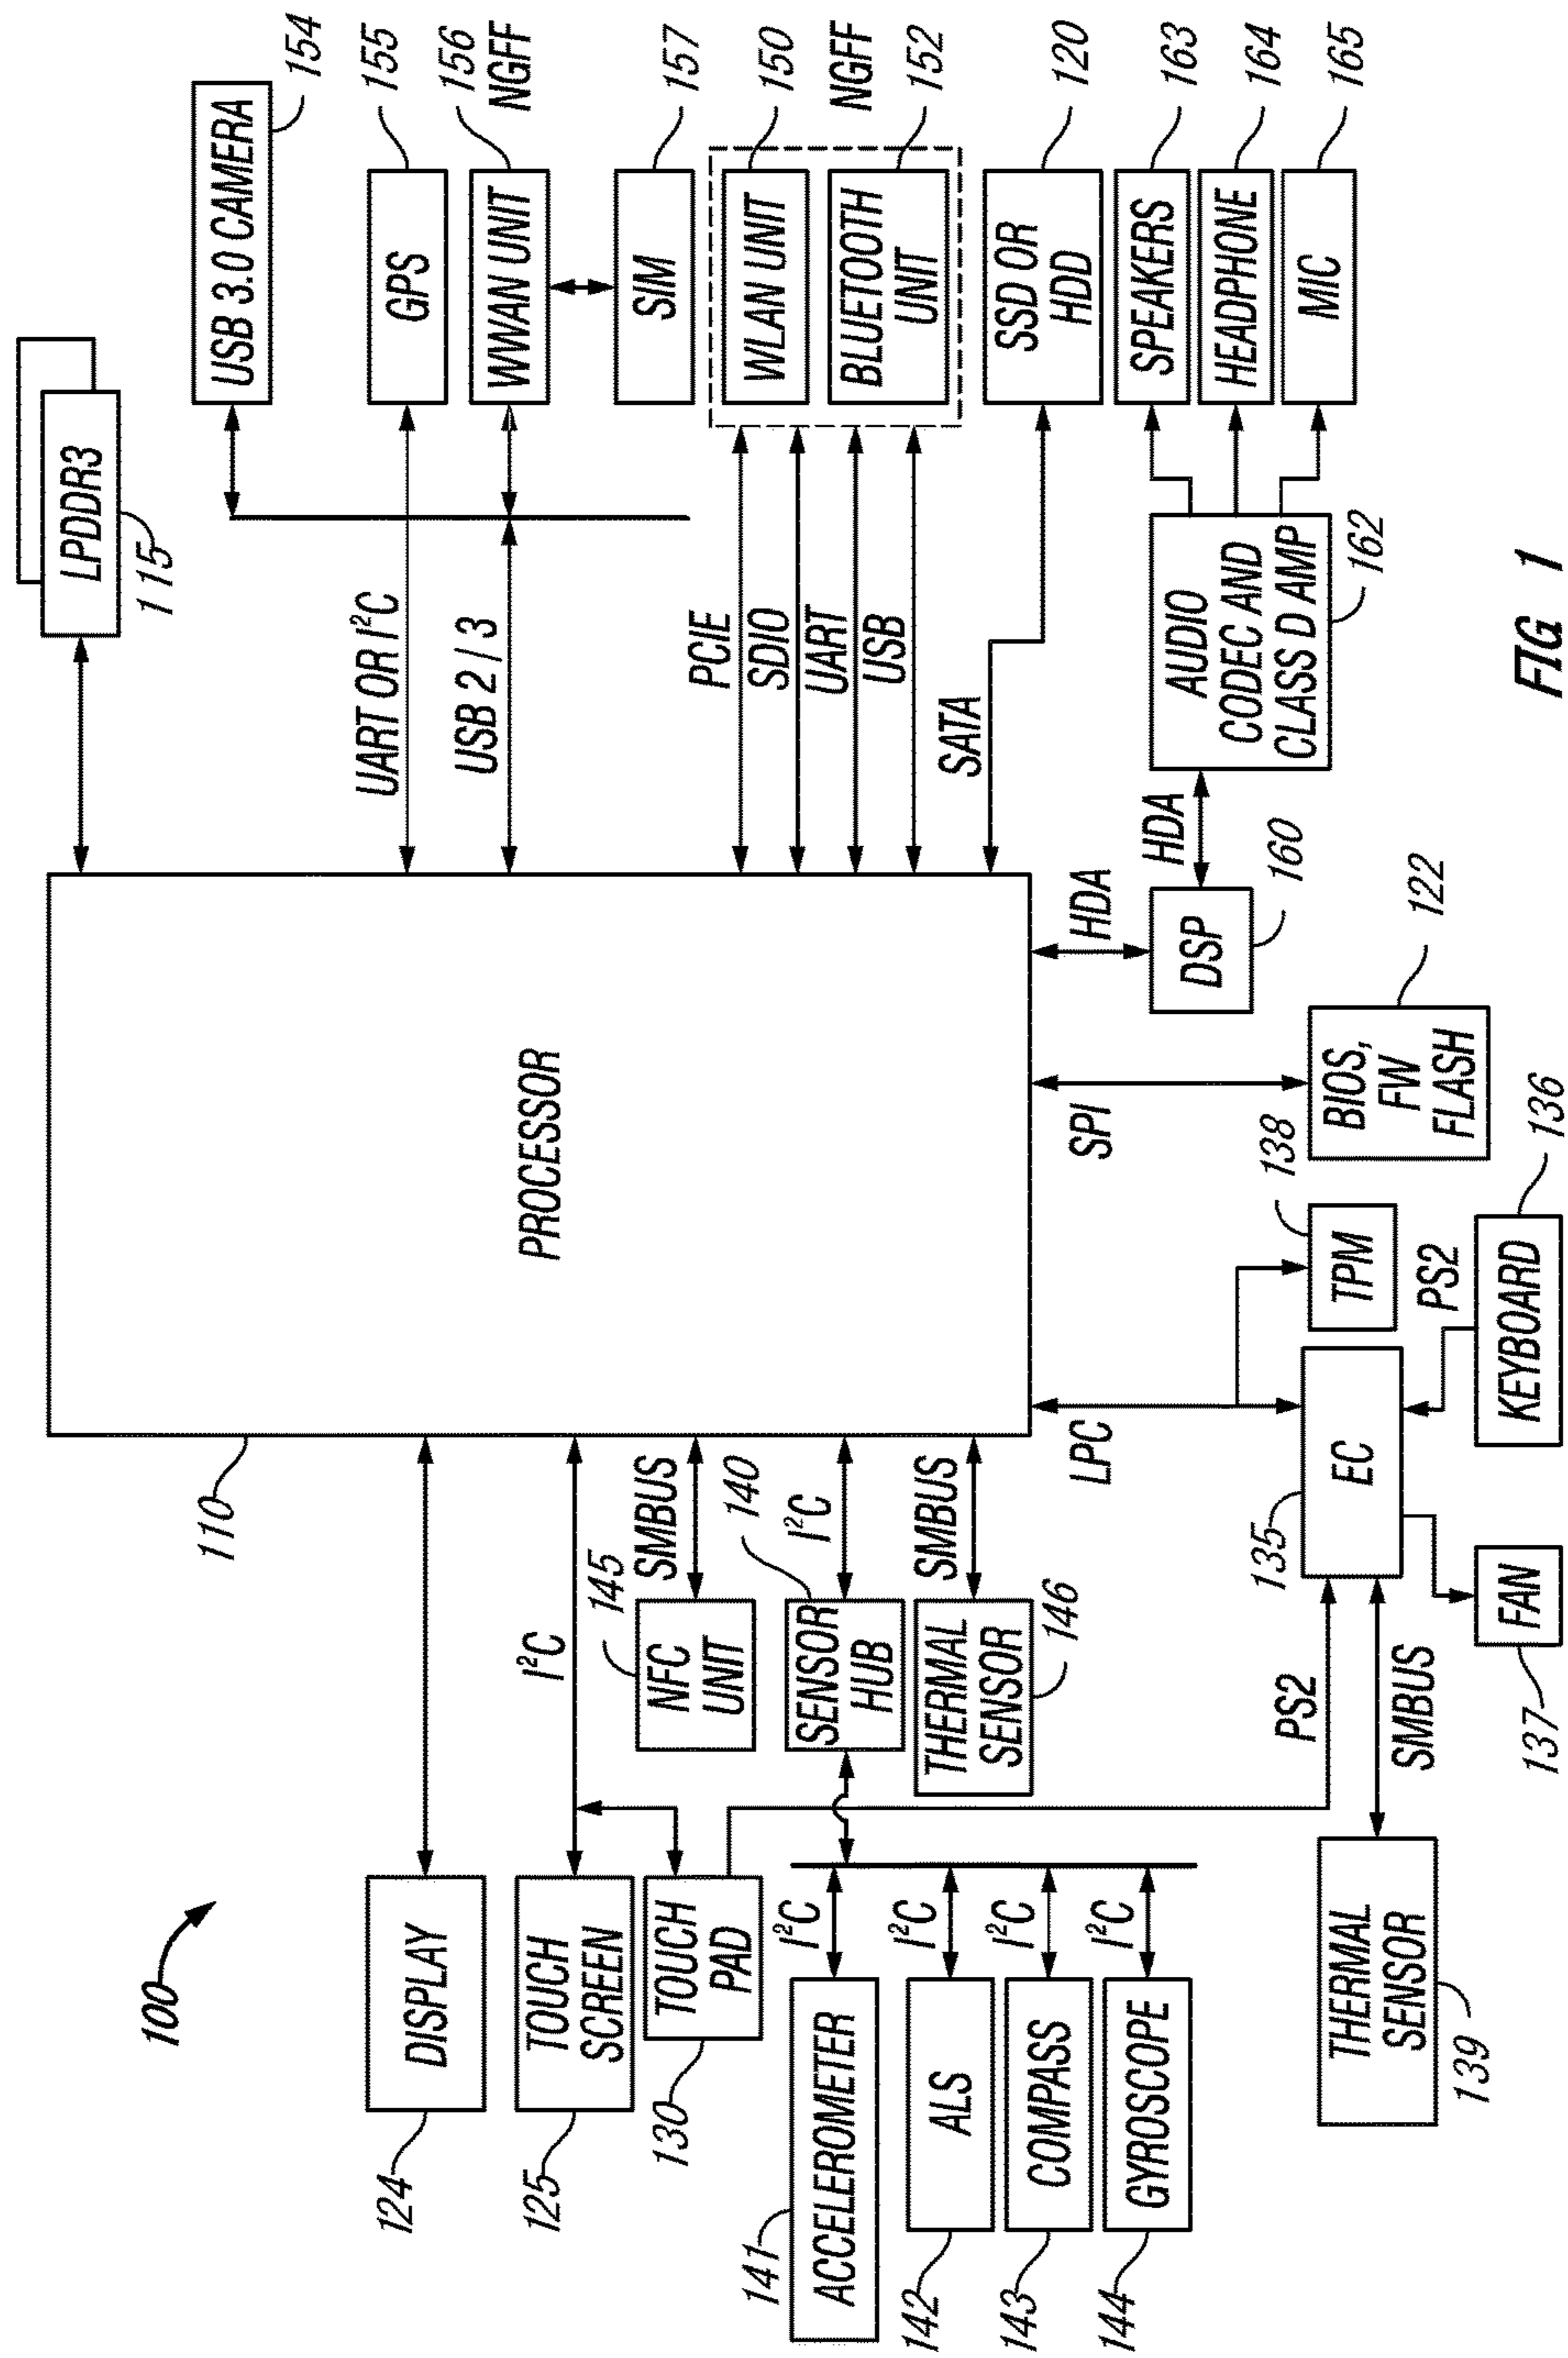 100
LPDDR3
115
DISPLAY
124
110
PROCESSOR
USB 3.0 CAMERA
154
UART OR I²C
GPS
155
USB 2 / 3
WWAN UNIT
156
NGFF
SIM
157
I²C
TOUCH
SCREEN
125
TOUCH
PAD
130
SMBUS
NFC
UNIT
145
PCIE
SDIO
UART
USB
WLAN UNIT
150
NGFF
BLUETOOTH
UNIT
152
I²C
SENSOR
HUB
140
SMBUS
THERMAL
SENSOR
146
SATA
SSD OR
HDD
120
I²C
ACCELEROMETER
141
I²C
ALS
142
I²C
COMPASS
143
I²C
GYROSCOPE
144
LPC
SPI
HDA
DSP
160
HDA
AUDIO
CODEC AND
CLASS D AMP
162
SPEAKERS
163
HEADPHONE
164
MIC
165
PS2
EC
135
TPM
138
BIOS,
FW
FLASH
122
THERMAL
SENSOR
139
SMBUS
FAN
137
PS2
KEYBOARD
136
FIG 1